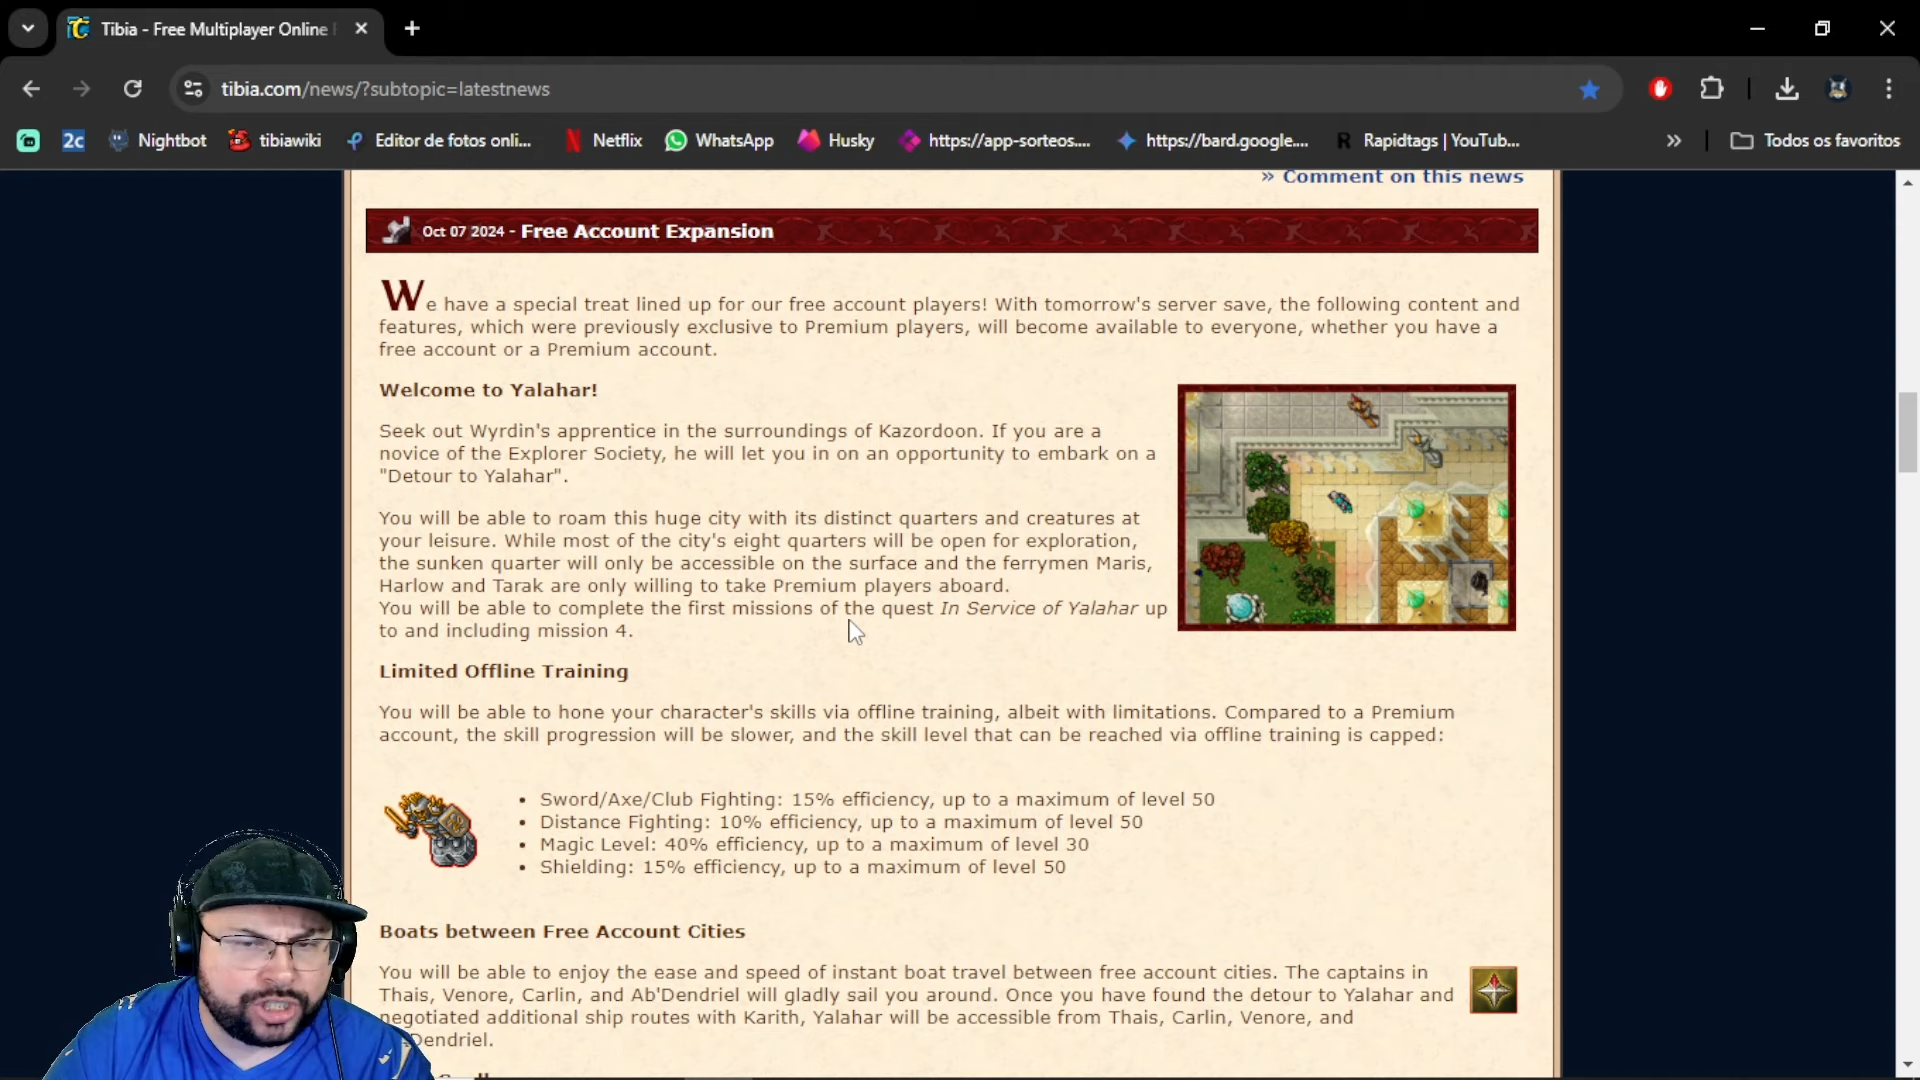 Tibia - Free Multiplayer Online
tibia.com/news/?subtopic=latestnews
2c Nightbot tibiawiki Editor de fotos onli... Netflix WhatsApp Husky https://app-sorteos.... https://bard.google.... Rapidtags | YouTub... » Todos os favoritos
» Comment on this news
Oct 07 2024 - Free Account Expansion
We have a special treat lined up for our free account players! With tomorrow's server save, the following content and
features, which were previously exclusive to Premium players, will become available to everyone, whether you have a
free account or a Premium account.
Welcome to Yalahar!
Seek out Wyrdin's apprentice in the surroundings of Kazordoon. If you are a
novice of the Explorer Society, he will let you in on an opportunity to embark on a
"Detour to Yalahar".
You will be able to roam this huge city with its distinct quarters and creatures at
your leisure. While most of the city's eight quarters will be open for exploration,
the sunken quarter will only be accessible on the surface and the ferrymen Maris,
Harlow and Tarak are only willing to take Premium players aboard.
You will be able to complete the first missions of the quest In Service of Yalahar up
to and including mission 4.
Limited Offline Training
You will be able to hone your character's skills via offline training, albeit with limitations. Compared to a Premium
account, the skill progression will be slower, and the skill level that can be reached via offline training is capped:
• Sword/Axe/Club Fighting: 15% efficiency, up to a maximum of level 50
• Distance Fighting: 10% efficiency, up to a maximum of level 50
• Magic Level: 40% efficiency, up to a maximum of level 30
• Shielding: 15% efficiency, up to a maximum of level 50
Boats between Free Account Cities
You will be able to enjoy the ease and speed of instant boat travel between free account cities. The captains in
Thais, Venore, Carlin, and Ab'Dendriel will gladly sail you around. Once you have found the detour to Yalahar and
negotiated additional ship routes with Karith, Yalahar will be accessible from Thais, Carlin, Venore, and
Dendriel.